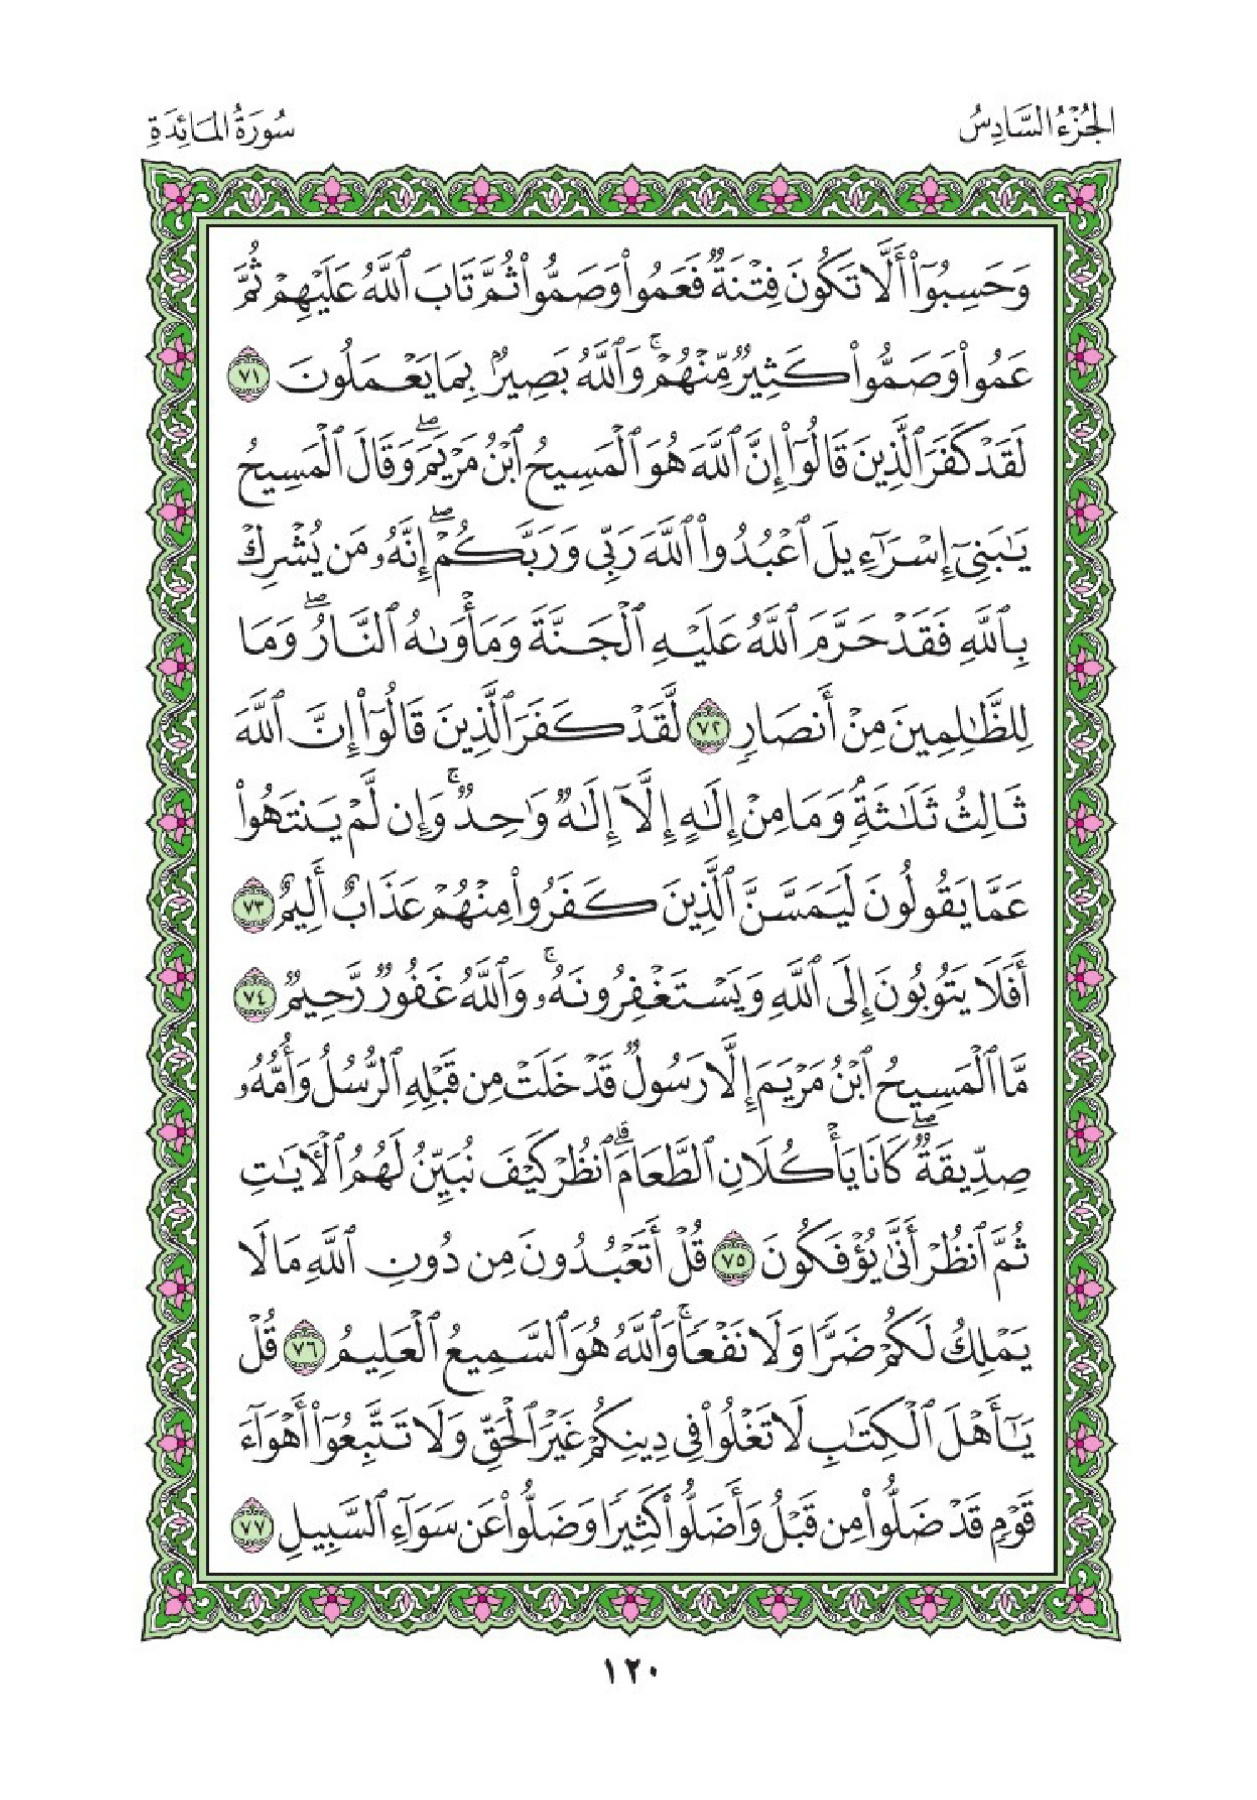 الجُزْءُ السَّادِسُ
سُورَةُ المَائِدَةِ
وَحَسِبُوٓا۟ أَلَّا تَكُونَ فِتْنَةٌۭ فَعَمُوا۟ وَصَمُّوا۟ ثُمَّ تَابَ ٱللَّهُ عَلَيْهِمْ ثُمَّ
عَمُوا۟ وَصَمُّوا۟ كَثِيرٌۭ مِّنْهُمْ ۚ وَٱللَّهُ بَصِيرٌۢ بِمَا يَعْمَلُونَ ٧١
لَقَدْ كَفَرَ ٱلَّذِينَ قَالُوٓا۟ إِنَّ ٱللَّهَ هُوَ ٱلْمَسِيحُ ٱبْنُ مَرْيَمَ ۖ وَقَالَ ٱلْمَسِيحُ
يَـٰبَنِىٓ إِسْرَٰٓءِيلَ ٱعْبُدُوا۟ ٱللَّهَ رَبِّى وَرَبَّكُمْ ۖ إِنَّهُۥ مَن يُشْرِكْ
بِٱللَّهِ فَقَدْ حَرَّمَ ٱللَّهُ عَلَيْهِ ٱلْجَنَّةَ وَمَأْوَىٰهُ ٱلنَّارُ ۖ وَمَا
لِلظَّـٰلِمِينَ مِنْ أَنصَارٍۢ ٧٢ لَّقَدْ كَفَرَ ٱلَّذِينَ قَالُوٓا۟ إِنَّ ٱللَّهَ
ثَالِثُ ثَلَـٰثَةٍۢ ۘ وَمَا مِنْ إِلَـٰهٍ إِلَّآ إِلَـٰهٌۭ وَٰحِدٌۭ ۚ وَإِن لَّمْ يَنتَهُوا۟
عَمَّا يَقُولُونَ لَيَمَسَّنَّ ٱلَّذِينَ كَفَرُوا۟ مِنْهُمْ عَذَابٌ أَلِيمٌ ٧٣
أَفَلَا يَتُوبُونَ إِلَى ٱللَّهِ وَيَسْتَغْفِرُونَهُۥ ۚ وَٱللَّهُ غَفُورٌۭ رَّحِيمٌۭ ٧٤
مَّا ٱلْمَسِيحُ ٱبْنُ مَرْيَمَ إِلَّا رَسُولٌۭ قَدْ خَلَتْ مِن قَبْلِهِ ٱلرُّسُلُ وَأُمُّهُۥ
صِدِّيقَةٌۭ ۖ كَانَا يَأْكُلَانِ ٱلطَّعَامَ ۗ ٱنظُرْ كَيْفَ نُبَيِّنُ لَهُمُ ٱلْـَٔايَـٰتِ
ثُمَّ ٱنظُرْ أَنَّىٰ يُؤْفَكُونَ ٧٥ قُلْ أَتَعْبُدُونَ مِن دُونِ ٱللَّهِ مَا لَا
يَمْلِكُ لَكُمْ ضَرًّۭا وَلَا نَفْعًۭا ۚ وَٱللَّهُ هُوَ ٱلسَّمِيعُ ٱلْعَلِيمُ ٧٦ قُلْ
يَـٰٓأَهْلَ ٱلْكِتَـٰبِ لَا تَغْلُوا۟ فِى دِينِكُمْ غَيْرَ ٱلْحَقِّ وَلَا تَتَّبِعُوٓا۟ أَهْوَآءَ
قَوْمٍۢ قَدْ ضَلُّوا۟ مِن قَبْلُ وَأَضَلُّوا۟ كَثِيرًۭا وَضَلُّوا۟ عَن سَوَآءِ ٱلسَّبِيلِ ٧٧
١٢٠